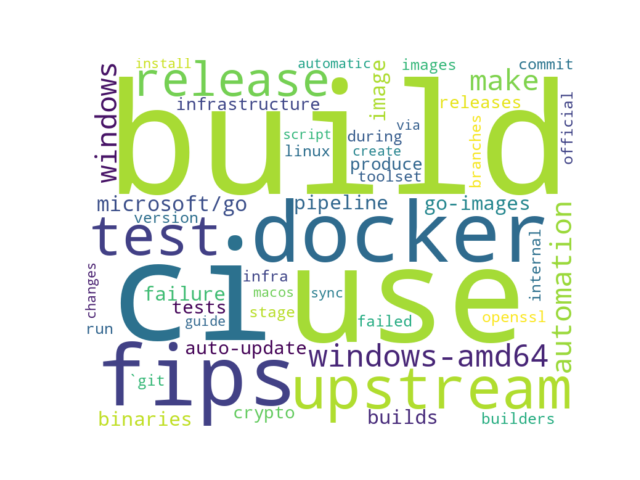 install
automatic
images
commit
windows
build
release
image
make
infrastructure
releases
official
script
during
via
branches
linux
create
produce
toolset
microsoft/go
pipeline
go-images
version
test
docker
automation
internal
ci
use
infra
changes
failure
macos
sync
tests
stage
run
guide
failed
openssl
fips
auto-update
windows-amd64
`git
upstream
binaries
crypto
builds
builders